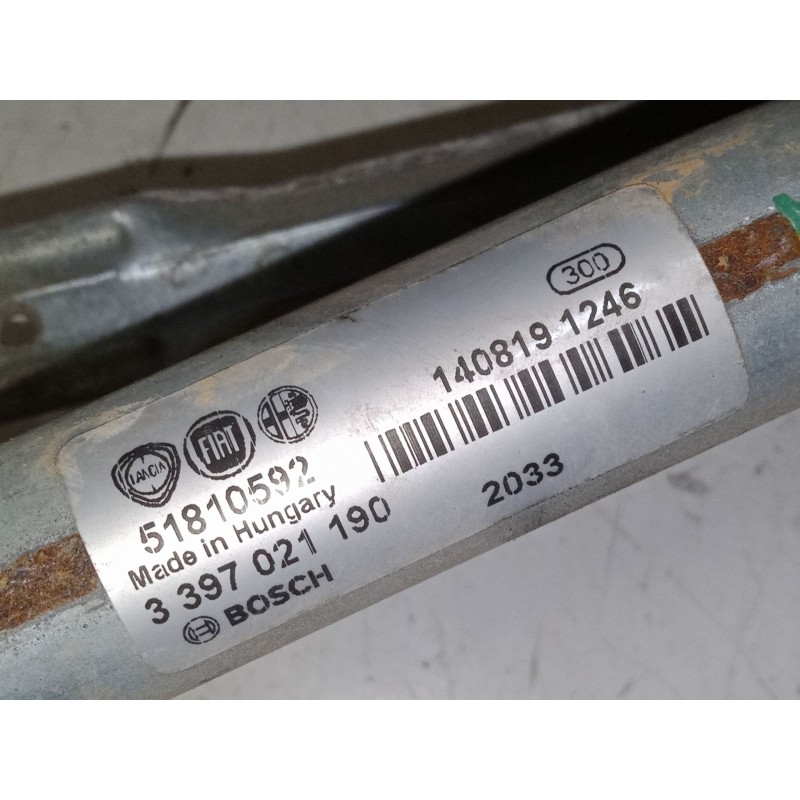 300
140819 1246
LANCIA
FIAT
51810592
Made in Hungary
3 397 021 190
2033
BOSCH